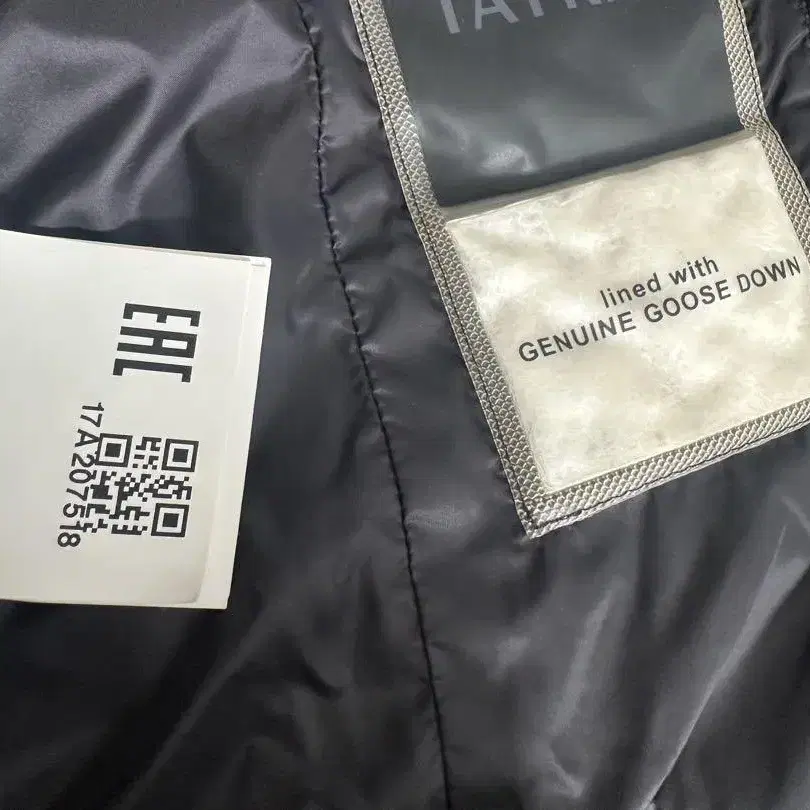 EAC
17A207518
lined with
GENUINE GOOSE DOWN